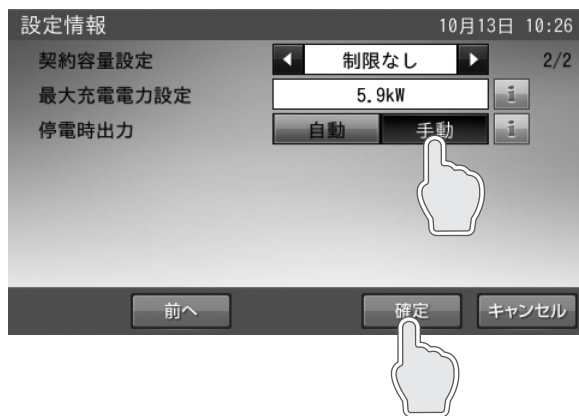 設定情報 10月13日 10:26
契約容量設定 ◀ 制限なし ▶ 2/2
最大充電電力設定 5.9kW i
停電時出力 自動 手動 i
前へ 確定 キャンセル